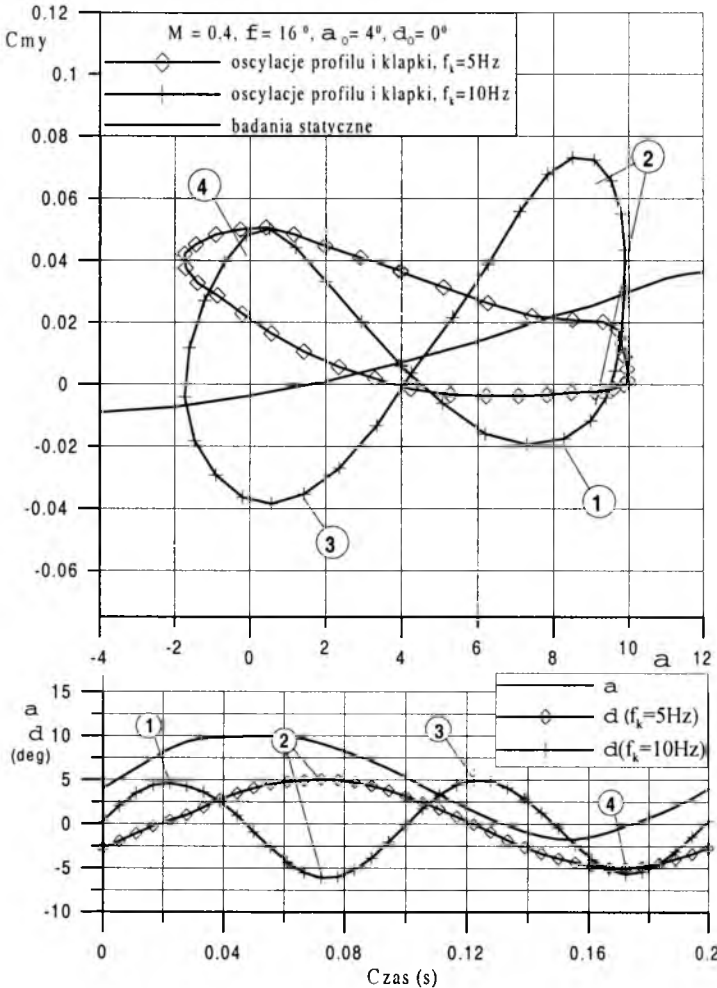 0.12
Cmy
M = 0.4, f = 16°, a₀ = 4°, d₀ = 0°
oscylacje profilu i klapki, fₖ=5Hz
0.1
oscylacje profilu i klapki, fₖ=10Hz
badania statyczne
0.08
2
4
0.06
0.04
0.02
0
-0.02
1
-0.04
3
-0.06
-4 -2 0 2 4 6 8 10 a 12
15
a
a
d
(deg)
1
3
d (fₖ=5Hz)
10
2
d(fₖ=10Hz)
5
4
0
-5
-10
0 0.04 0.08 0.12 0.16 0.2
Czas (s)